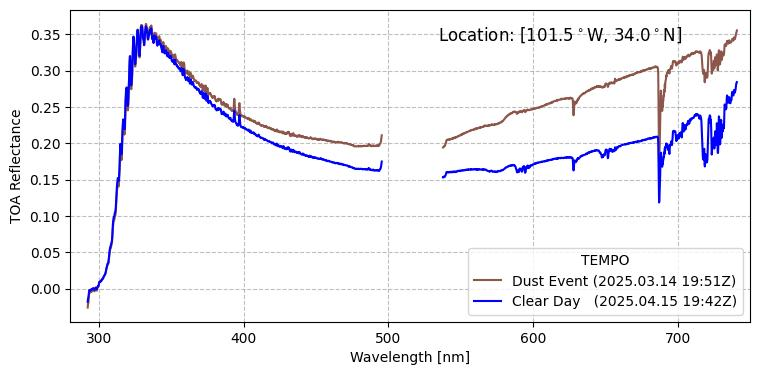 Location: [101.5°W, 34.0°N]
0.35
0.30
0.25
0.20
0.15
0.10
0.05
0.00
TOA Reflectance
TEMPO
Dust Event (2025.03.14 19:51Z)
Clear Day (2025.04.15 19:42Z)
300 400 500 600 700
Wavelength [nm]